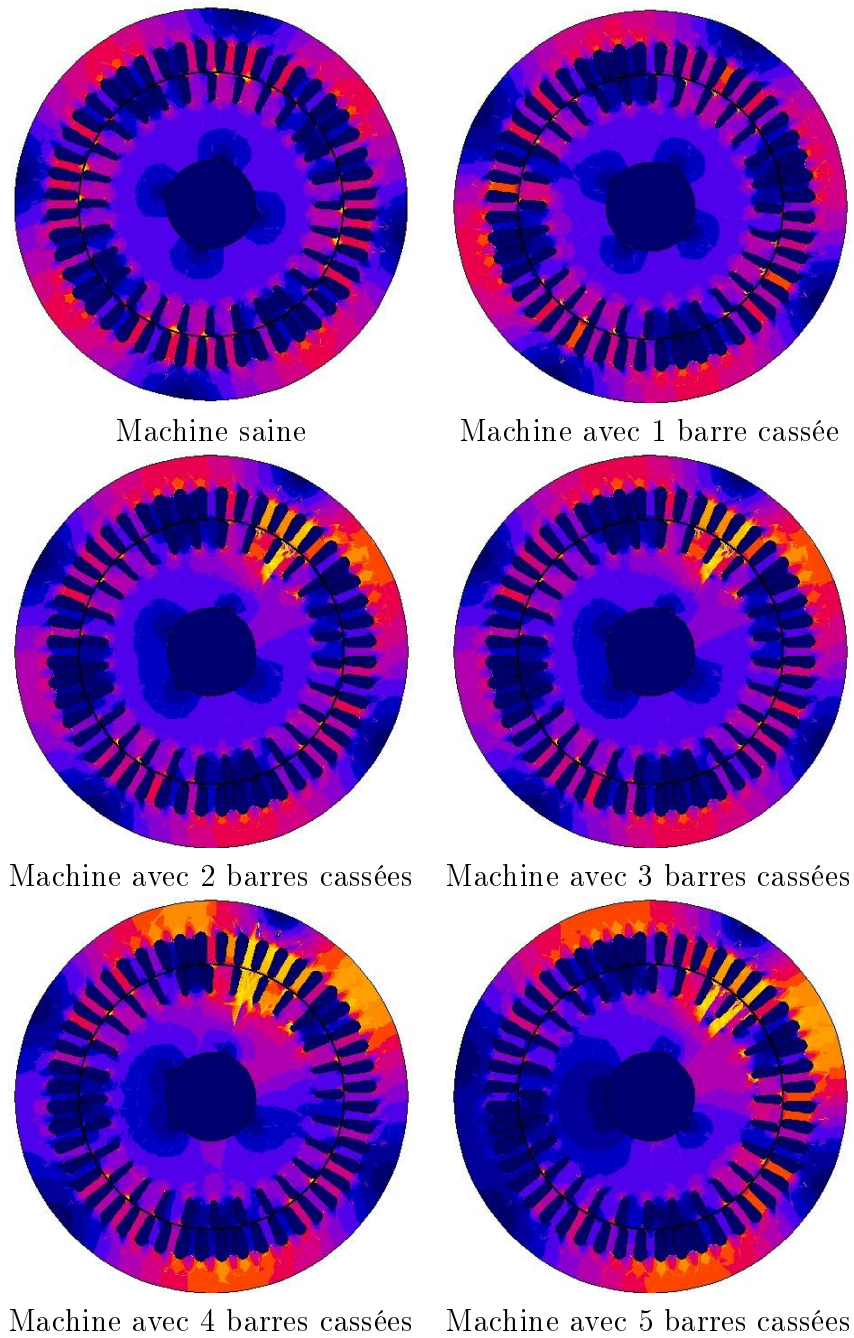 Machine saine
Machine avec 1 barre cassée
Machine avec 2 barres cassées
Machine avec 3 barres cassées
Machine avec 4 barres cassées
Machine avec 5 barres cassées